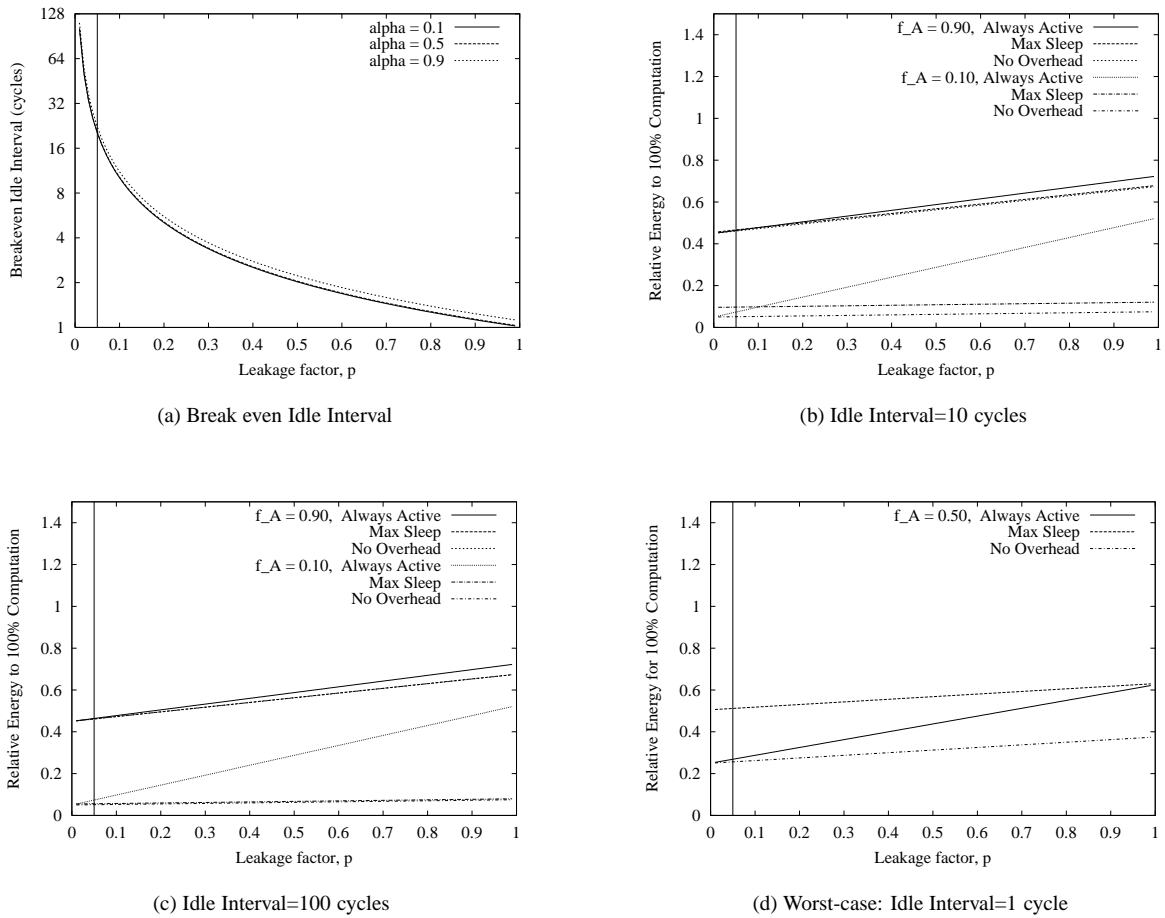 128
64
32
16
8
4
2
1
0 0.1 0.2 0.3 0.4 0.5 0.6 0.7 0.8 0.9 1
Breakeven Idle Interval (cycles)
Leakage factor, p
alpha = 0.1
alpha = 0.5
alpha = 0.9
(a) Break even Idle Interval
1.4
1.2
1
0.8
0.6
0.4
0.2
0
0 0.1 0.2 0.3 0.4 0.5 0.6 0.7 0.8 0.9 1
Relative Energy to 100% Computation
Leakage factor, p
f_A = 0.90, Always Active
Max Sleep
No Overhead
f_A = 0.10, Always Active
Max Sleep
No Overhead
(b) Idle Interval=10 cycles
1.4
1.2
1
0.8
0.6
0.4
0.2
0
0 0.1 0.2 0.3 0.4 0.5 0.6 0.7 0.8 0.9 1
Relative Energy to 100% Computation
Leakage factor, p
f_A = 0.90, Always Active
Max Sleep
No Overhead
f_A = 0.10, Always Active
Max Sleep
No Overhead
(c) Idle Interval=100 cycles
1.4
1.2
1
0.8
0.6
0.4
0.2
0
0 0.1 0.2 0.3 0.4 0.5 0.6 0.7 0.8 0.9 1
Relative Energy for 100% Computation
Leakage factor, p
f_A = 0.50, Always Active
Max Sleep
No Overhead
(d) Worst-case: Idle Interval=1 cycle